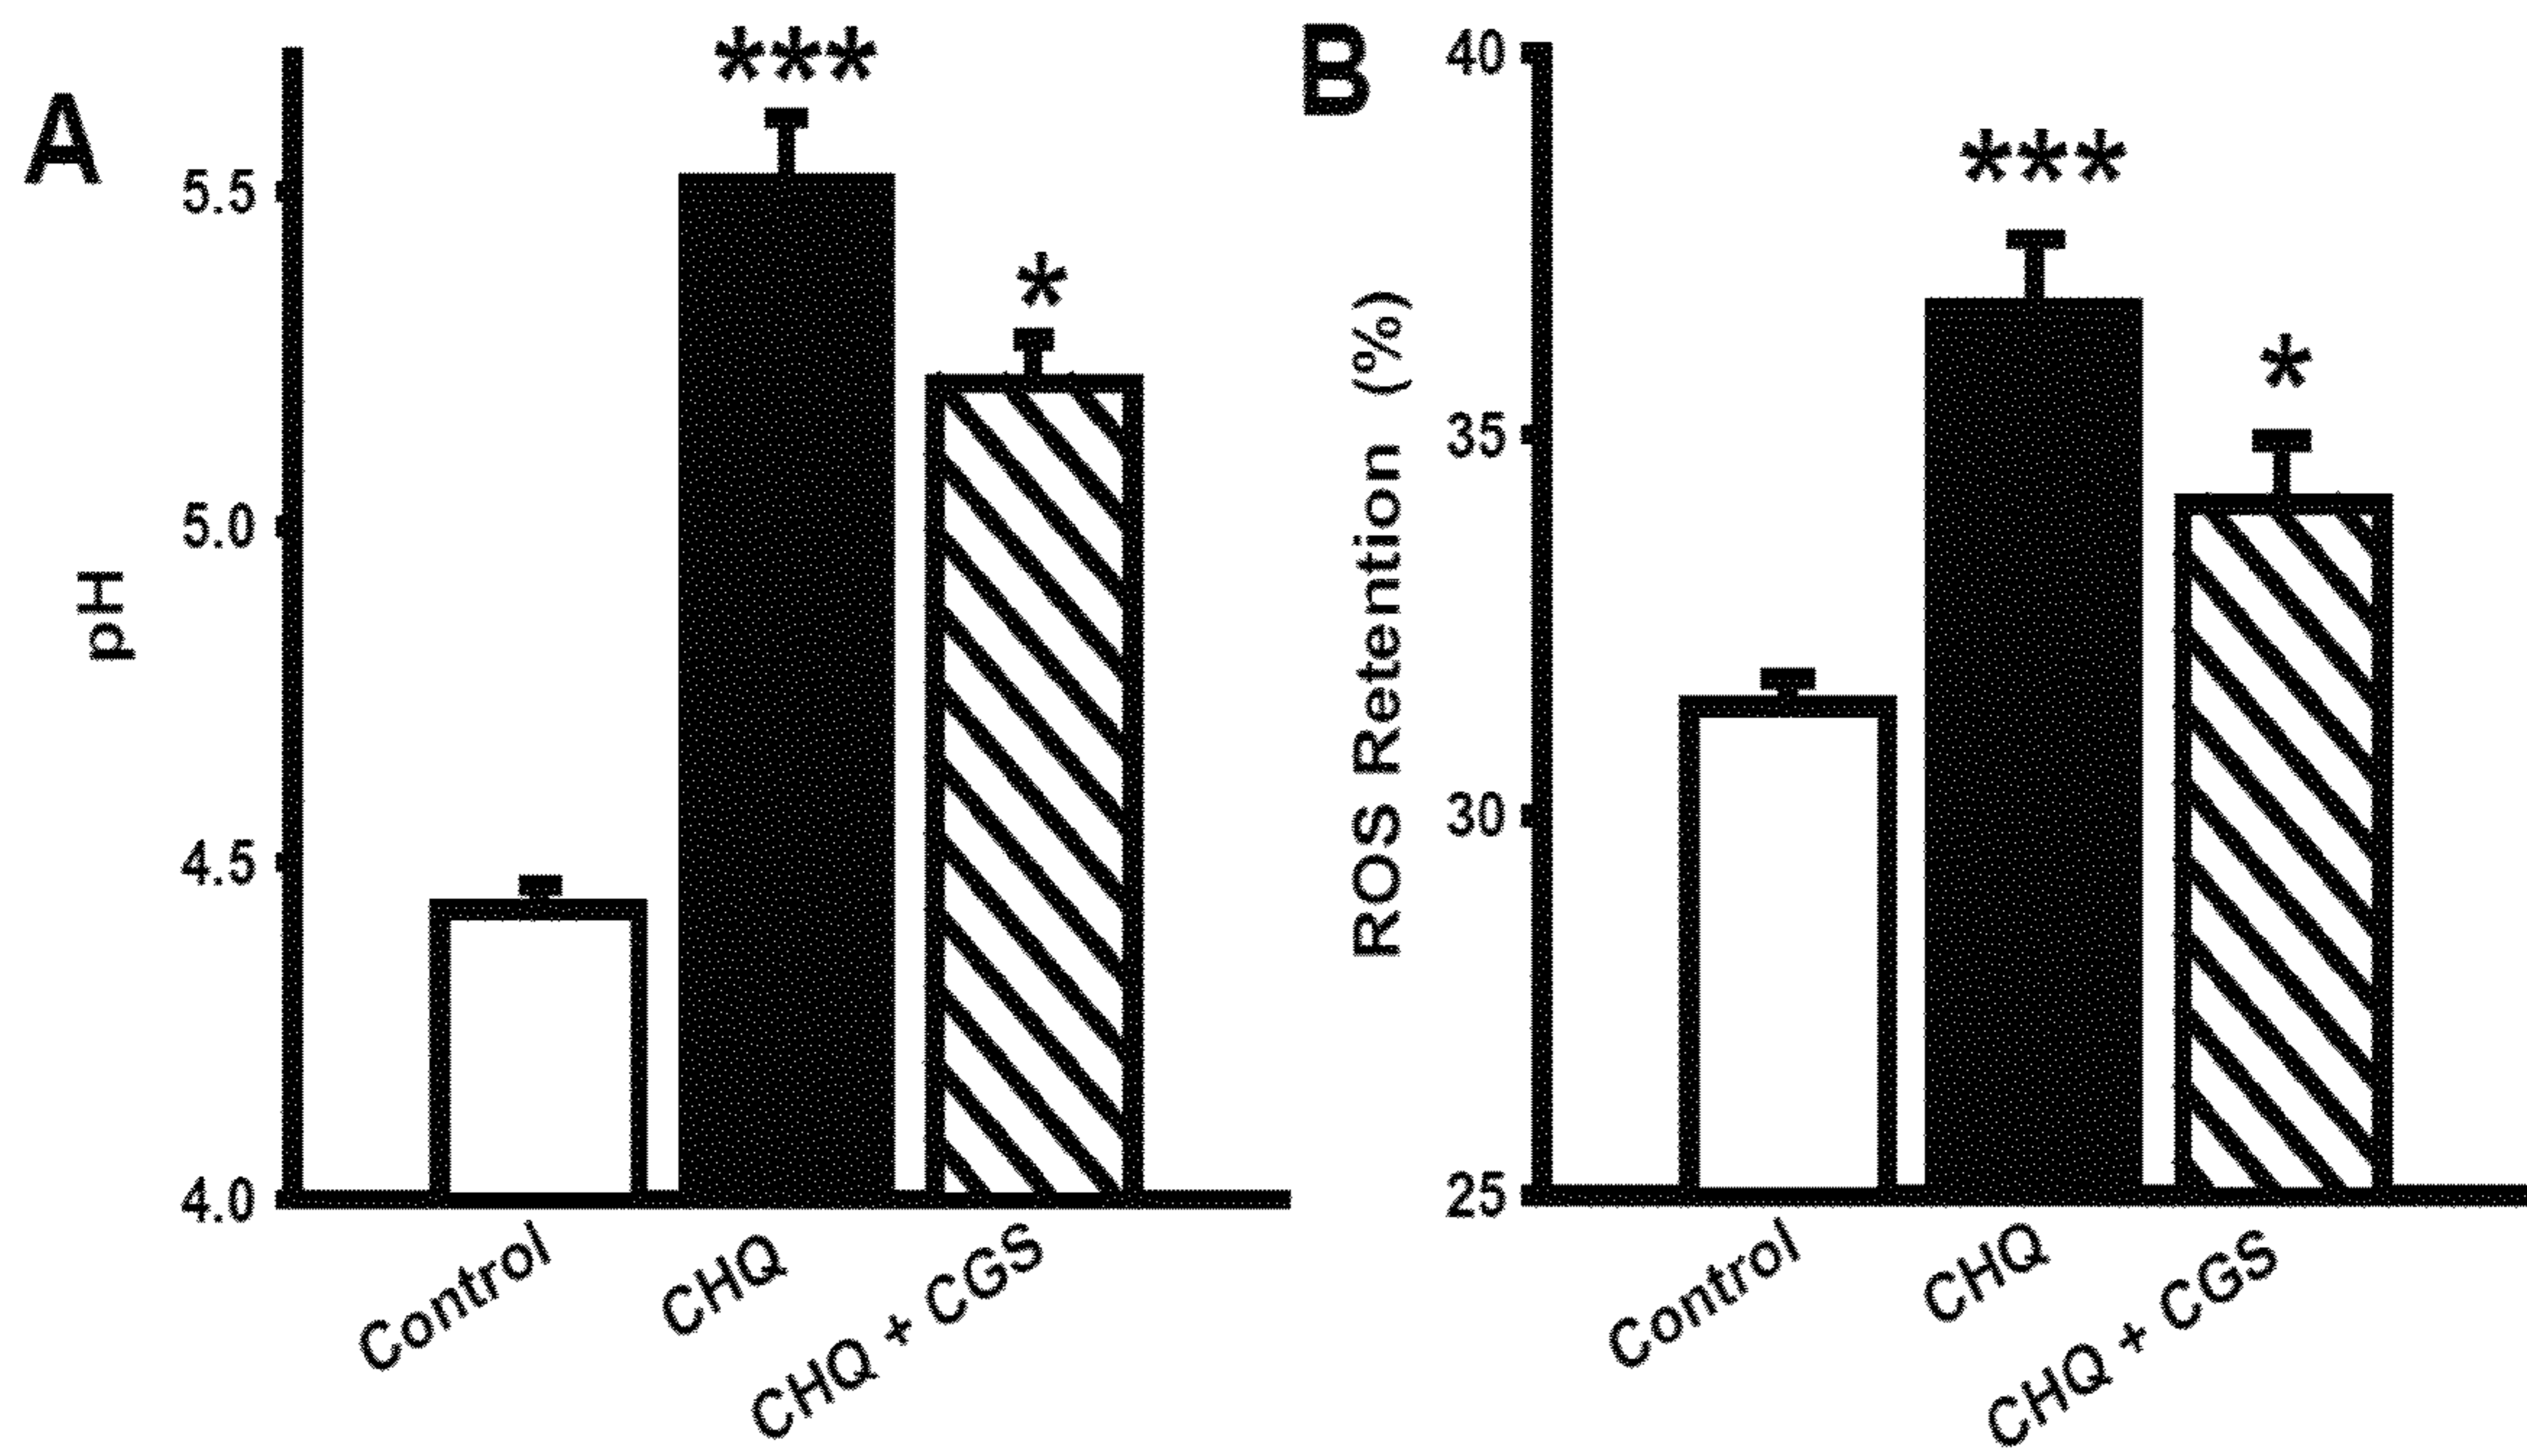 A
pH
5.5
5.0
4.5
4.0
***
*
Control
CHQ
CHQ + CGS
B
ROS Retention (%)
40
35
30
25
***
*
Control
CHQ
CHQ + CGS